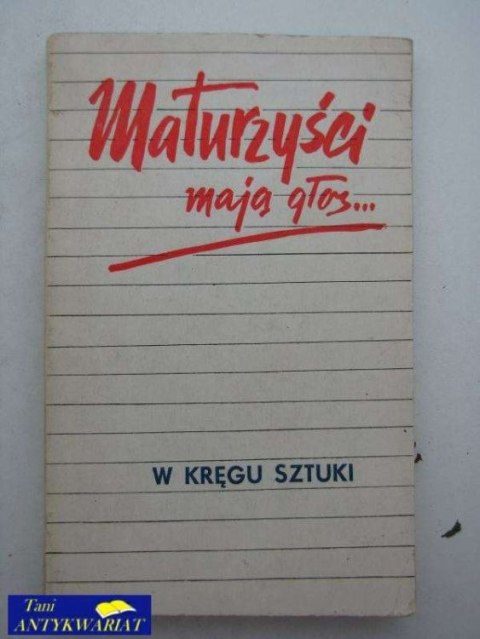 Maturzyści
mają głos...
W KRĘGU SZTUKI
Tani
ANTYKWARIAT